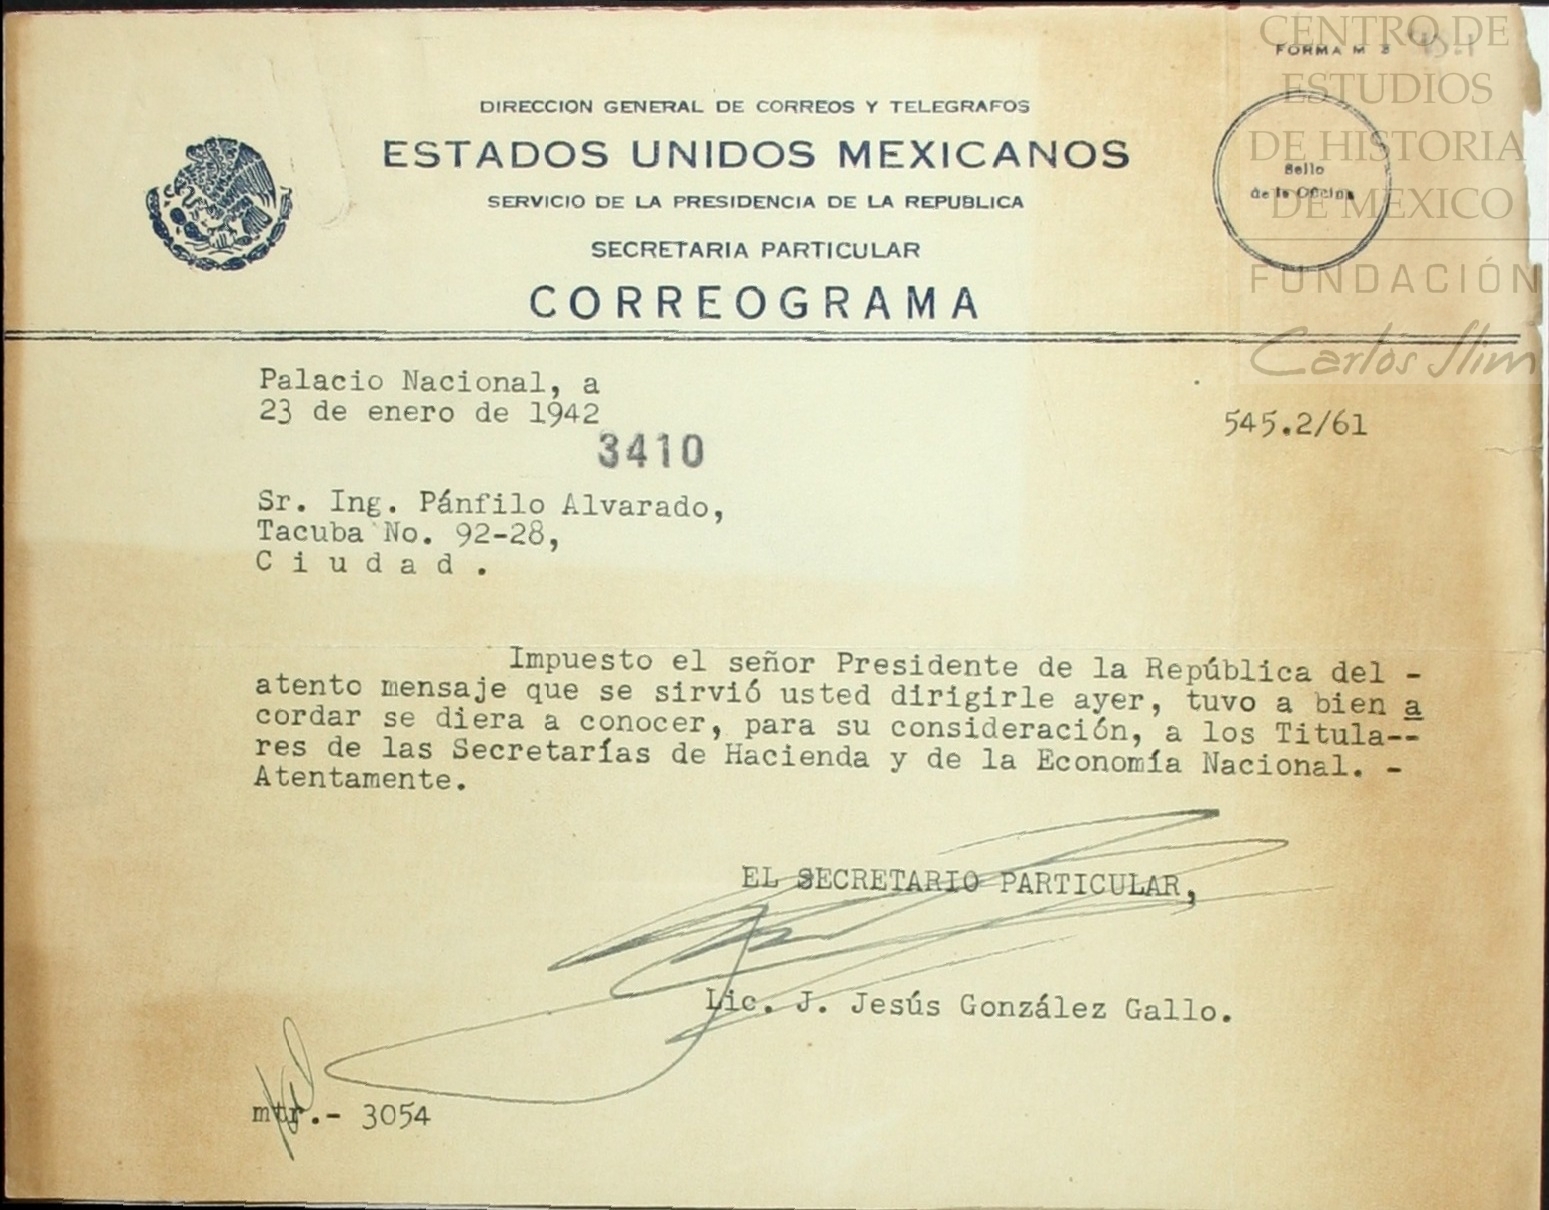 CENTRO DE
ESTUDIOS
DE HISTORIA
DE MEXICO
FUNDACIÓN
Carlos Slim
FORMA M 3
DIRECCION GENERAL DE CORREOS Y TELEGRAFOS
ESTADOS UNIDOS MEXICANOS
SERVICIO DE LA PRESIDENCIA DE LA REPUBLICA
SECRETARIA PARTICULAR
CORREOGRAMA
Sello
de la Oficina
Palacio Nacional, a
23 de enero de 1942
545.2/61
3410
Sr. Ing. Pánfilo Alvarado,
Tacuba No. 92-28,
C i u d a d .
Impuesto el señor Presidente de la República del -
atento mensaje que se sirvió usted dirigirle ayer, tuvo a bien a
cordar se diera a conocer, para su consideración, a los Titula--
res de las Secretarías de Hacienda y de la Economía Nacional. -
Atentamente.
EL SECRETARIO PARTICULAR,
Lic. J. Jesús González Gallo.
mtr.- 3054